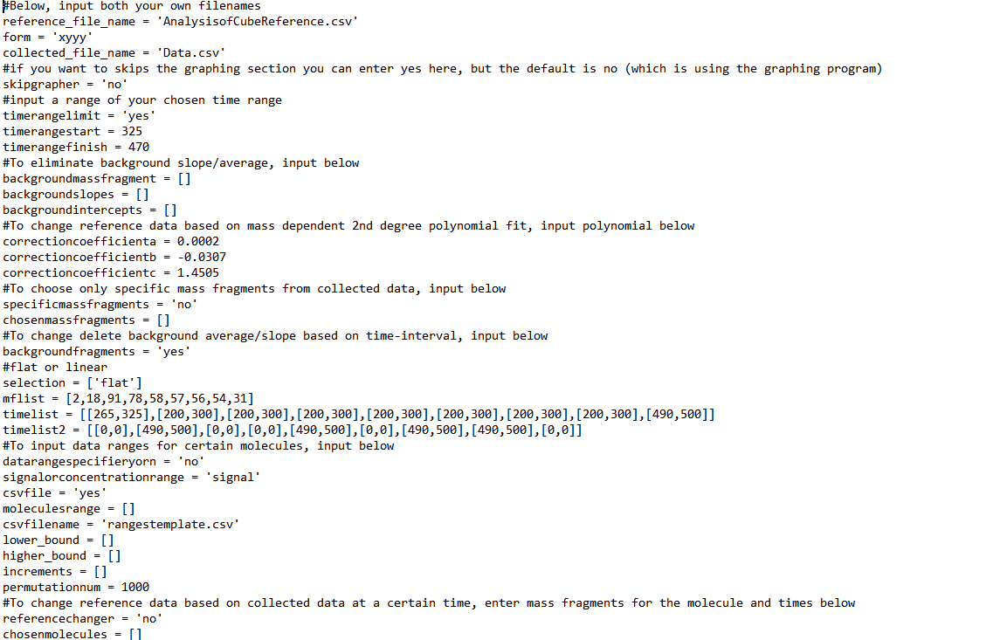 #Below, input both your own filenames
reference_file_name = 'AnalysisofCubeReference.csv'
form = 'xyyy'
collected_file_name = 'Data.csv'
#if you want to skips the graphing section you can enter yes here, but the default is no (which is using the graphing program)
skipgrapher = 'no'
#input a range of your chosen time range
timerangelimit = 'yes'
timerangestart = 325
timerangefinish = 470
#To eliminate background slope/average, input below
backgroundmassfragment = []
backgroundslopes = []
backgroundintercepts = []
#To change reference data based on mass dependent 2nd degree polynomial fit, input polynomial below
correctioncoefficienta = 0.0002
correctioncoefficientb = -0.0307
correctioncoefficientc = 1.4505
#To choose only specific mass fragments from collected data, input below
specificmassfragments = 'no'
chosenmassfragments = []
#To change delete background average/slope based on time-interval, input below
backgroundfragments = 'yes'
#flat or linear
selection = ['flat']
mflist = [2,18,91,78,58,57,56,54,31]
timelist = [[265,325],[200,300],[200,300],[200,300],[200,300],[200,300],[200,300],[200,300],[490,500]]
timelist2 = [[0,0],[490,500],[0,0],[0,0],[490,500],[0,0],[490,500],[490,500],[0,0]]
#To input data ranges for certain molecules, input below
datarangespecifieryorn = 'no'
signalorconcentrationrange = 'signal'
csvfile = 'yes'
moleculesrange = []
csvfilename = 'rangestemplate.csv'
lower_bound = []
higher_bound = []
increments = []
permutationnum = 1000
#To change reference data based on collected data at a certain time, enter mass fragments for the molecule and times below
referencechanger = 'no'
chosenmolecules = []